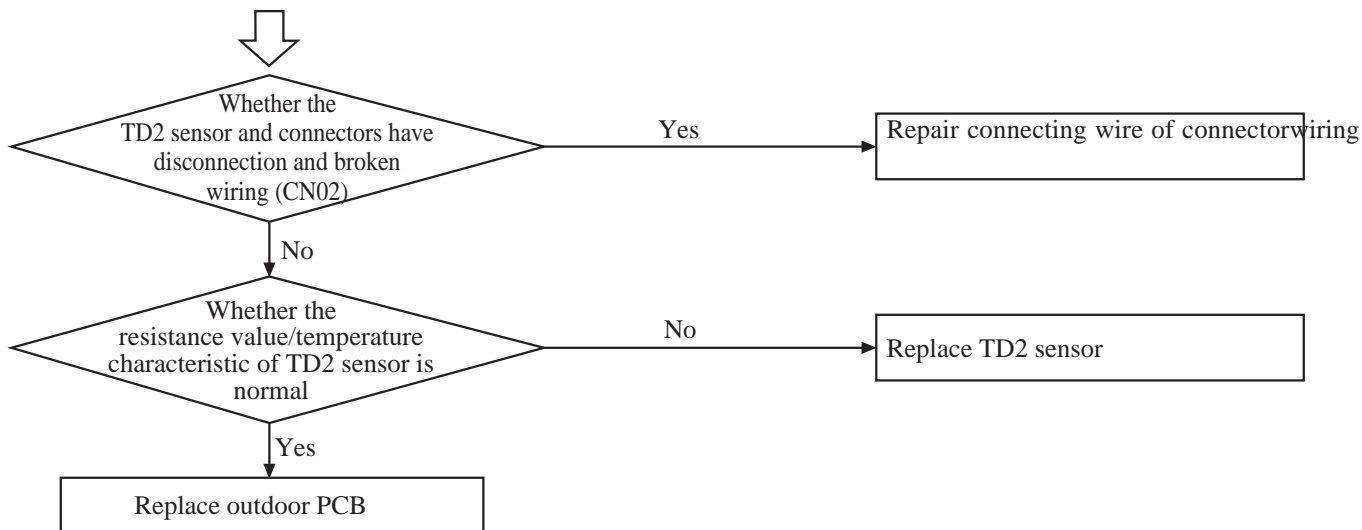 Whether the
TD2 sensor and connectors have
disconnection and broken
wiring (CN02)
Yes
Repair connecting wire of connectorwiring
No
Whether the
resistance value/temperature
characteristic of TD2 sensor is
normal
No
Replace TD2 sensor
Yes
Replace outdoor PCB